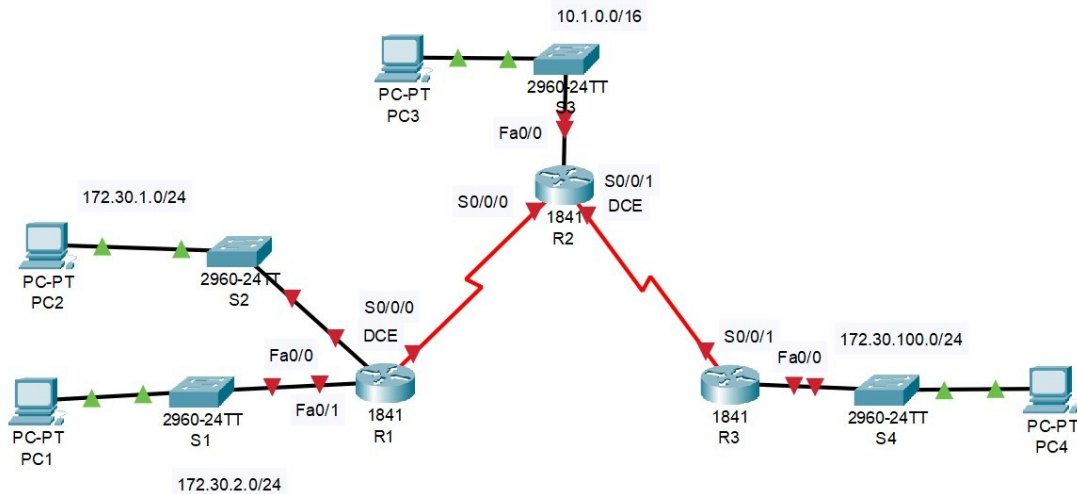 10.1.0.0/16
PC-PT
PC3
2960-24TT
S3
Fa0/0
S0/0/1
DCE
S0/0/0
1841
R2
172.30.1.0/24
PC-PT
PC2
2960-24TT
S2
S0/0/0
DCE
Fa0/0
Fa0/1
1841
R1
PC-PT
PC1
2960-24TT
S1
172.30.2.0/24
S0/0/1
Fa0/0
172.30.100.0/24
1841
R3
2960-24TT
S4
PC-PT
PC4